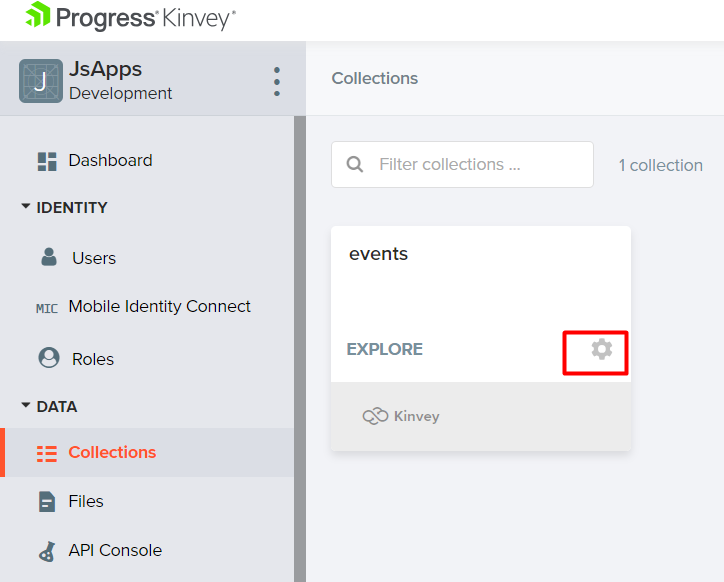 Progress Kinvey
J
JsApps
Development
Dashboard
IDENTITY
Users
MIC Mobile Identity Connect
Roles
DATA
Collections
Files
API Console
Collections
Filter collections ...
1 collection
events
EXPLORE
Kinvey